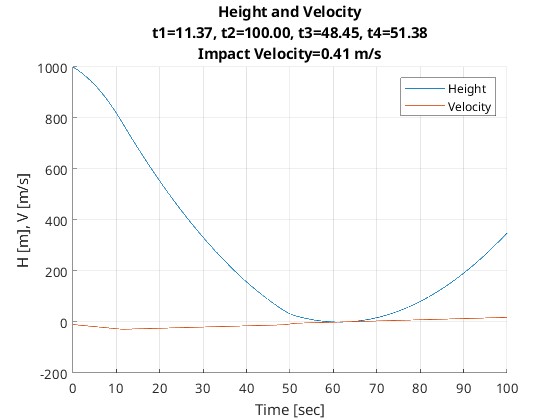 Height and Velocity
t1=11.37, t2=100.00, t3=48.45, t4=51.38
Impact Velocity=0.41 m/s
Height
Velocity
H [m], V [m/s]
1000
800
600
400
200
0
-200
0 10 20 30 40 50 60 70 80 90 100
Time [sec]